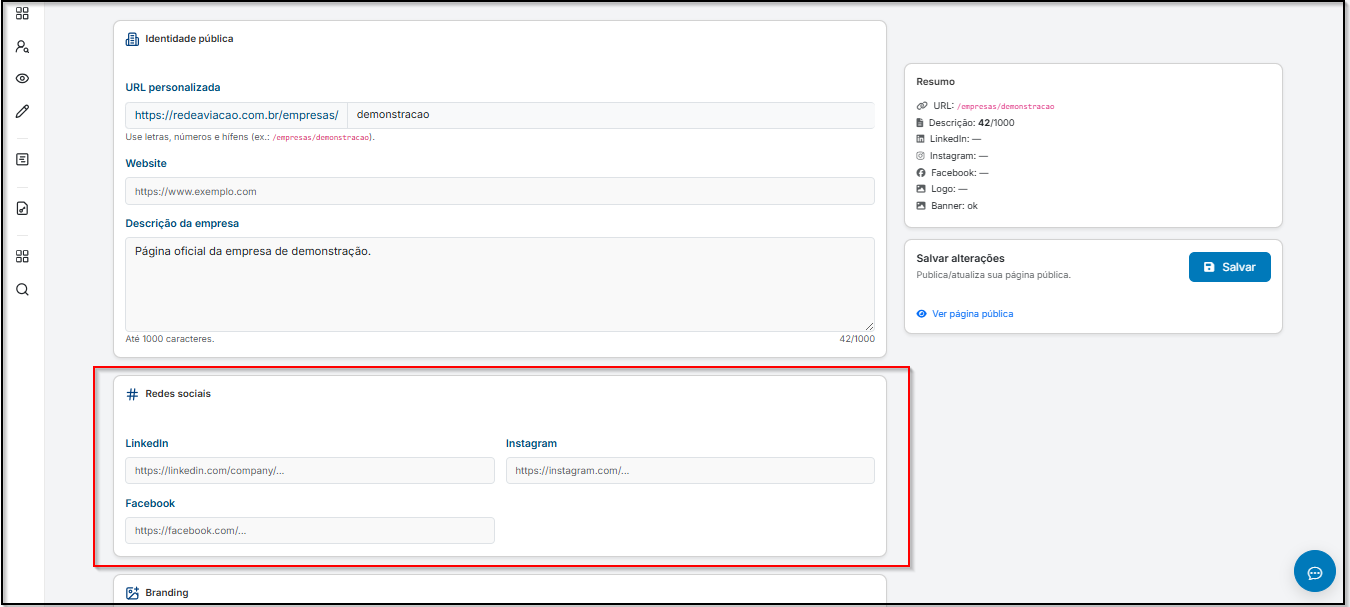 Identidade pública
URL personalizada
https://redeaviacao.com.br/empresas/ demonstracao
Use letras, números e hífens (ex.: /empresas/demonstracao).
Website
https://www.exemplo.com
Descrição da empresa
Página oficial da empresa de demonstração.
Até 1000 caracteres. 42/1000
Redes sociais
LinkedIn Instagram
https://linkedin.com/company/... https://instagram.com/...
Facebook
https://facebook.com/...
Branding
Resumo
URL: /empresas/demonstracao
Descrição: 42/1000
LinkedIn: —
Instagram: —
Facebook: —
Logo: —
Banner: ok
Salvar alterações
Publica/atualiza sua página pública.
Salvar
Ver página pública